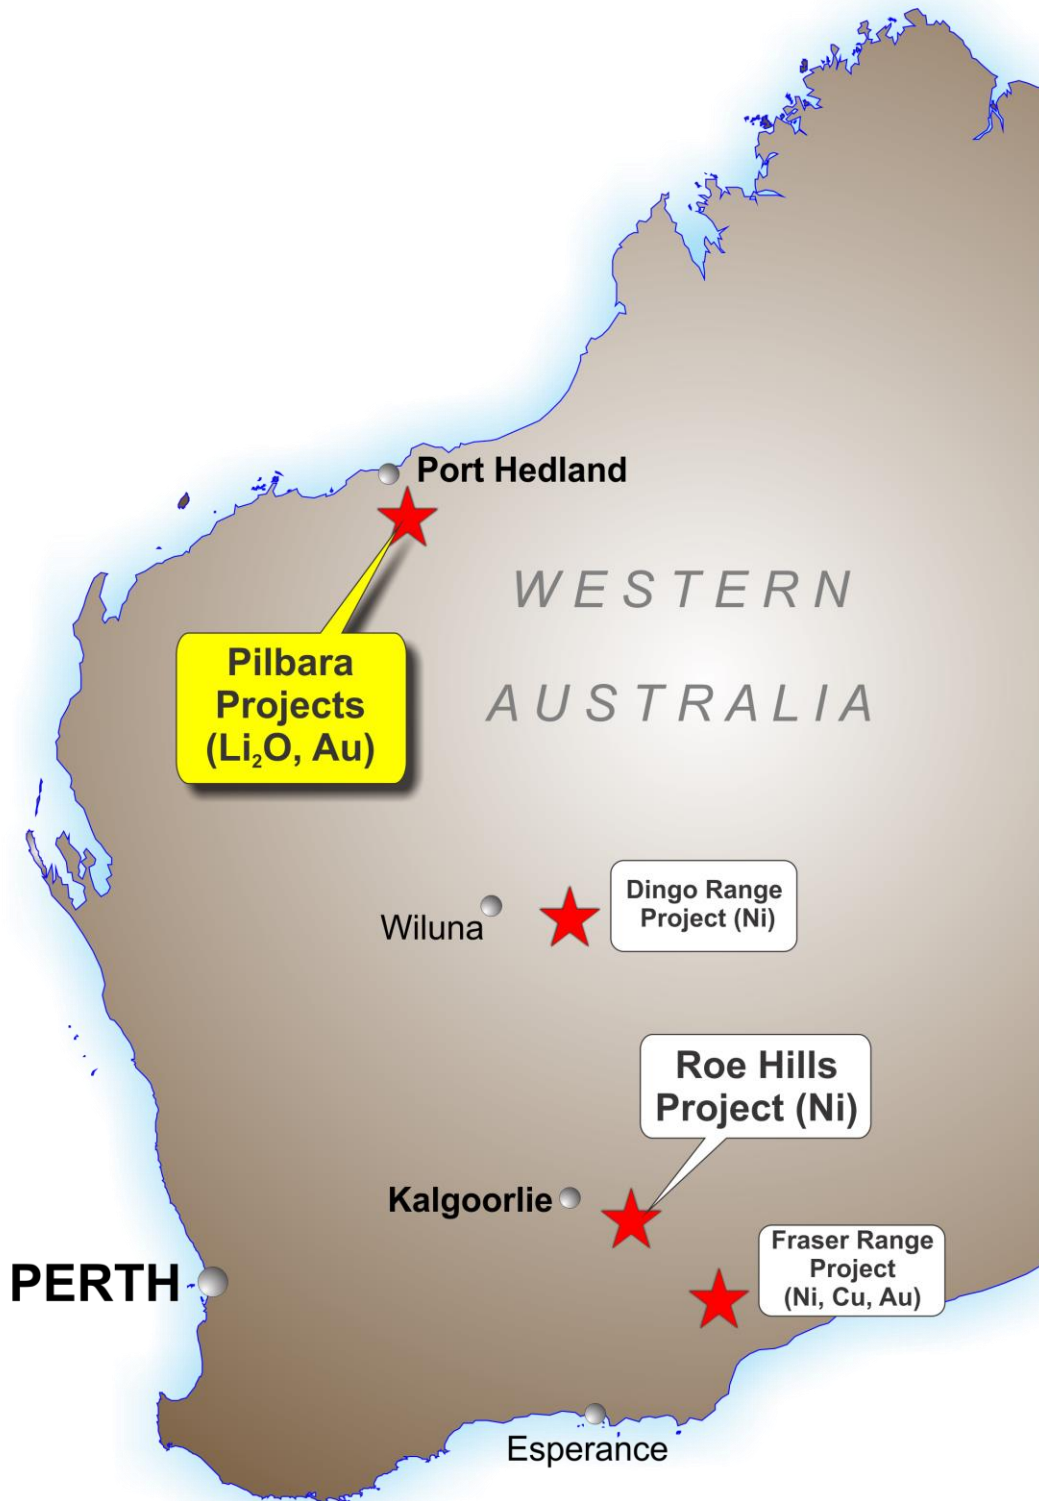 Port Hedland
WESTERN
AUSTRALIA
Pilbara
Projects
(Li₂O, Au)
Dingo Range
Project (Ni)
Wiluna
Roe Hills
Project (Ni)
Kalgoorlie
Fraser Range
Project
(Ni, Cu, Au)
PERTH
Esperance